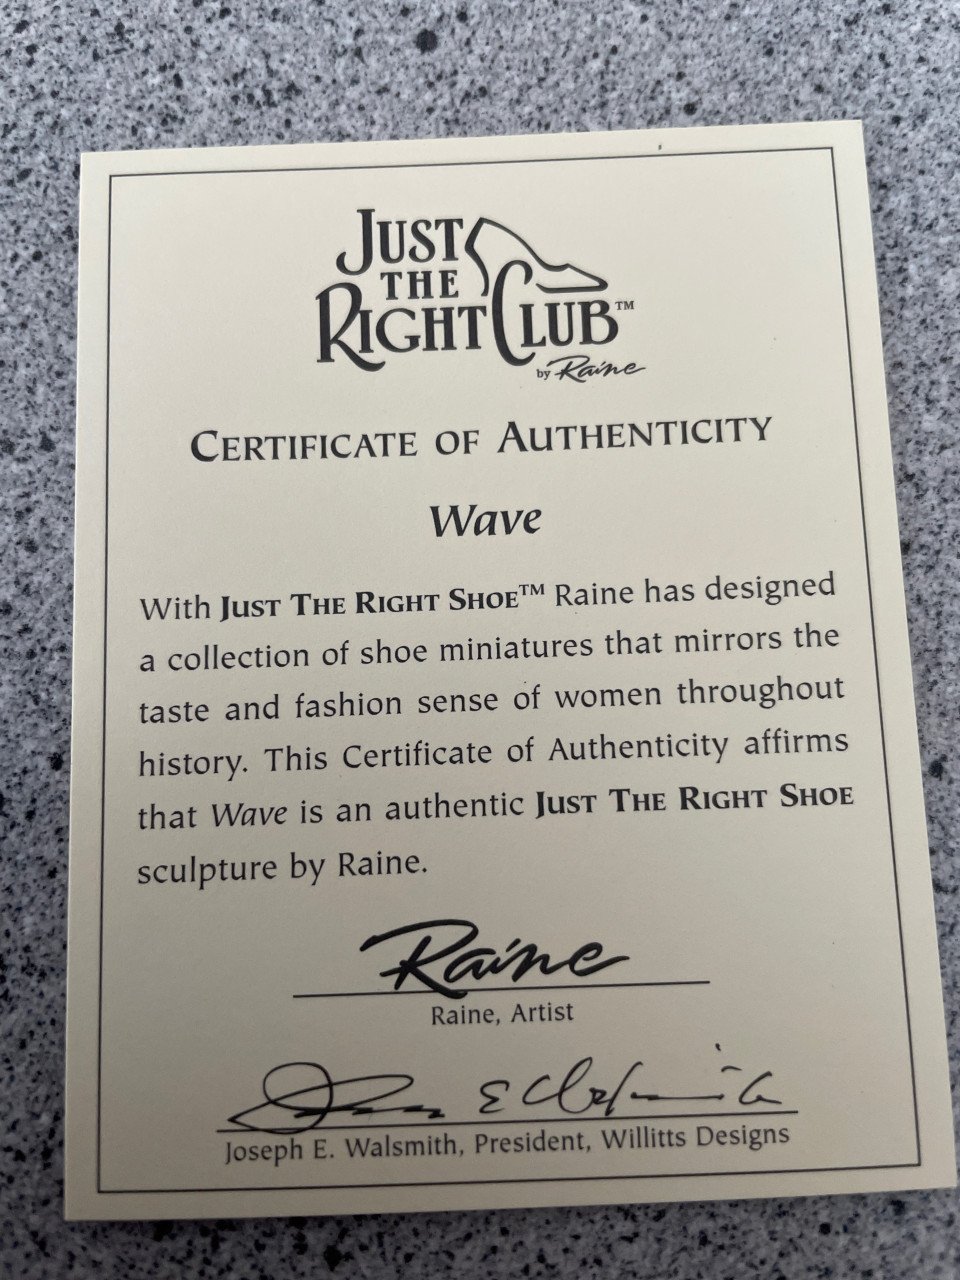 JUST
THE
RIGHT CLUB™
by Raine
CERTIFICATE OF AUTHENTICITY
Wave
With JUST THE RIGHT SHOE™ Raine has designed
a collection of shoe miniatures that mirrors the
taste and fashion sense of women throughout
history. This Certificate of Authenticity affirms
that Wave is an authentic JUST THE RIGHT SHOE
sculpture by Raine.
Raine
Raine, Artist
Joseph E. Walsmith, President, Willitts Designs